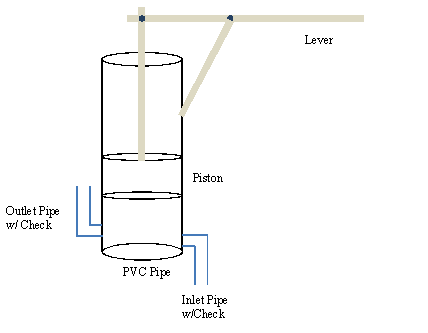 Lever
Piston
Outlet Pipe
w/ Check
PVC Pipe
Inlet Pipe
w/Check